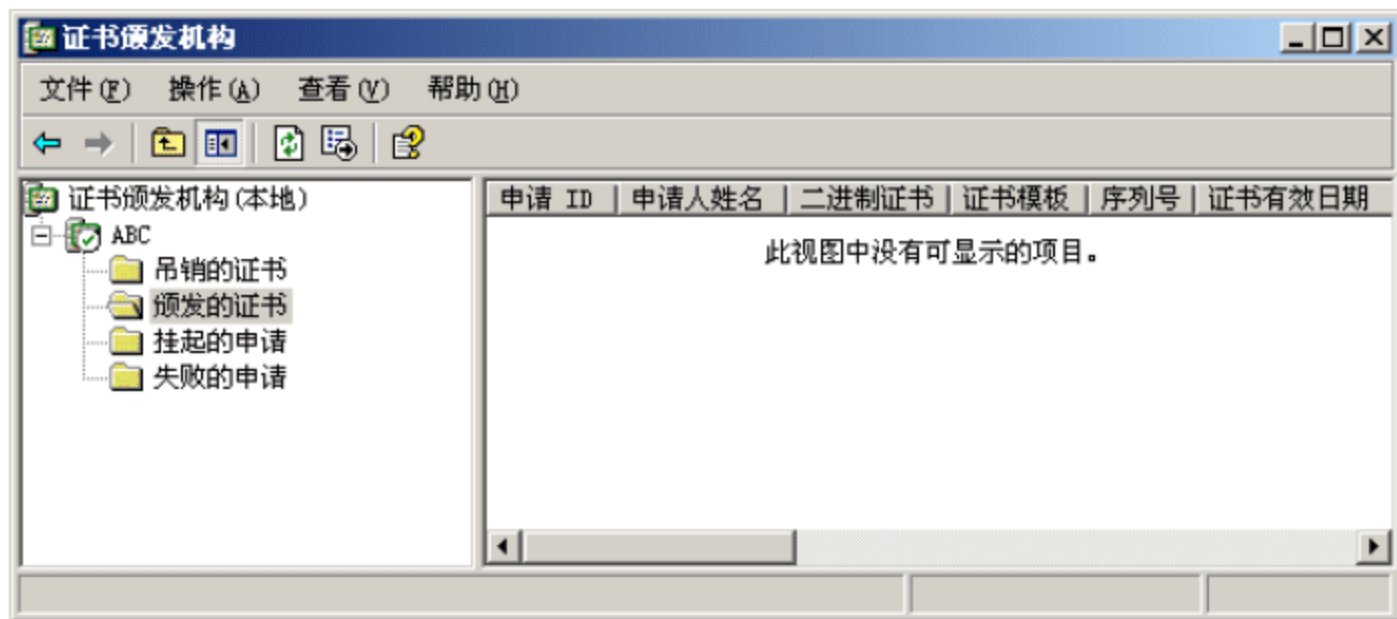 证书颁发机构
文件(F) 操作(A) 查看(V) 帮助(H)
证书颁发机构(本地)
ABC
吊销的证书
颁发的证书
挂起的申请
失败的申请
申请 ID 申请人姓名 二进制证书 证书模板 序列号 证书有效日期
此视图中没有可显示的项目。